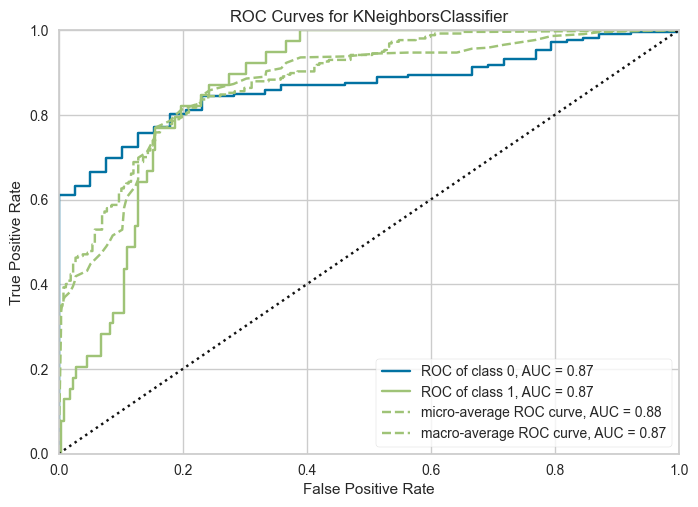 ROC Curves for KNeighborsClassifier
True Positive Rate
1.0
0.8
0.6
0.4
0.2
0.0
ROC of class 0, AUC = 0.87
ROC of class 1, AUC = 0.87
micro-average ROC curve, AUC = 0.88
macro-average ROC curve, AUC = 0.87
0.0 0.2 0.4 0.6 0.8 1.0
False Positive Rate